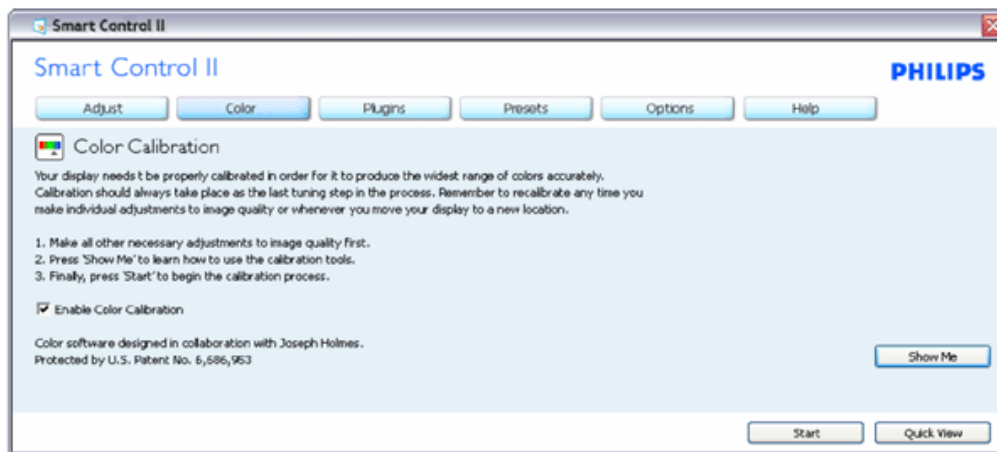 Smart Control II
Smart Control II
PHILIPS
Adjust Color Plugins Presets Options Help
Color Calibration
Your display needs t be properly calibrated in order for it to produce the widest range of colors accurately.
Calibration should always take place as the last tuning step in the process. Remember to recalibrate any time you
make individual adjustments to image quality or whenever you move your display to a new location.
1. Make all other necessary adjustments to image quality first.
2. Press 'Show Me' to learn how to use the calibration tools.
3. Finally, press 'Start' to begin the calibration process.
Enable Color Calibration
Color software designed in collaboration with Joseph Holmes.
Protected by U.S. Patent No. 6,686,953
Show Me
Start Quick View